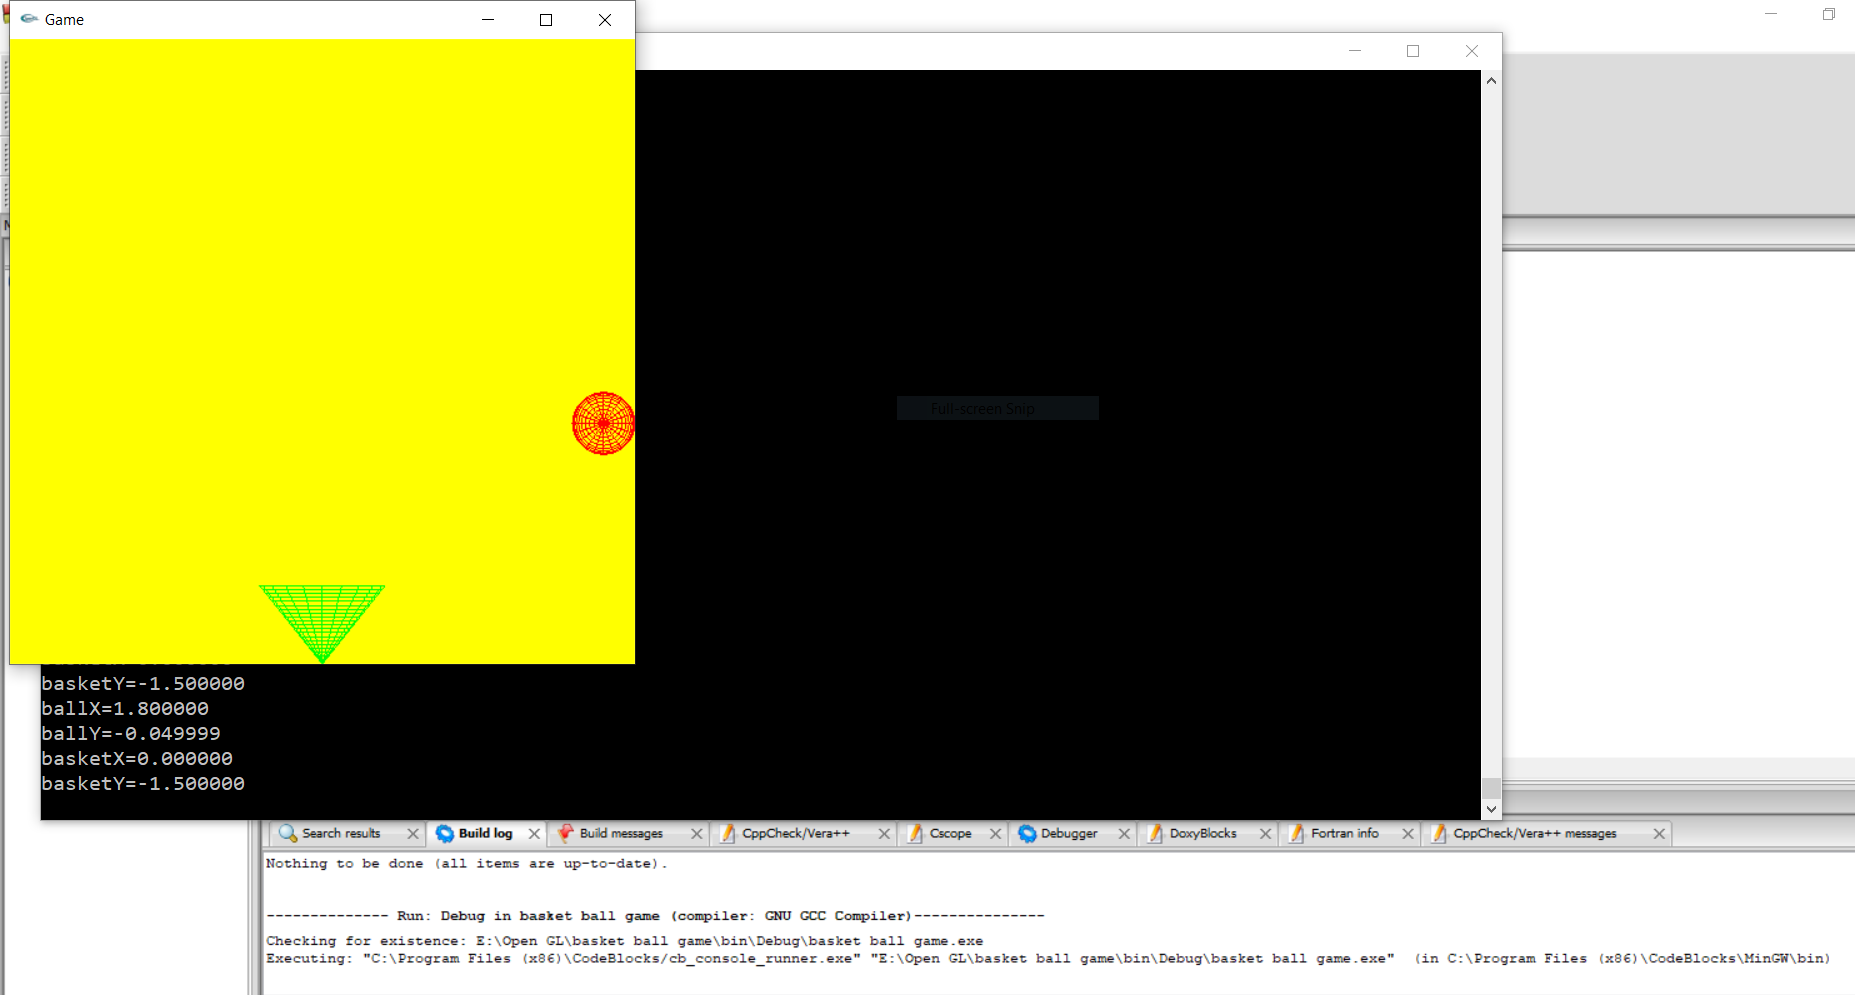 Game
Full-screen Snip
basketY=-1.500000
ballX=1.800000
ballY=-0.049999
basketX=0.000000
basketY=-1.500000
Search results Build log Build messages CppCheck/Vera++ Cscope Debugger DoxyBlocks Fortran info CppCheck/Vera++ messages
Nothing to be done (all items are up-to-date).
-------------- Run: Debug in basket ball game (compiler: GNU GCC Compiler)---------------
Checking for existence: E:\Open GL\basket ball game\bin\Debug\basket ball game.exe
Executing: "C:\Program Files (x86)\CodeBlocks/cb_console_runner.exe" "E:\Open GL\basket ball game\bin\Debug\basket ball game.exe"  (in C:\Program Files (x86)\CodeBlocks\MinGW\bin)